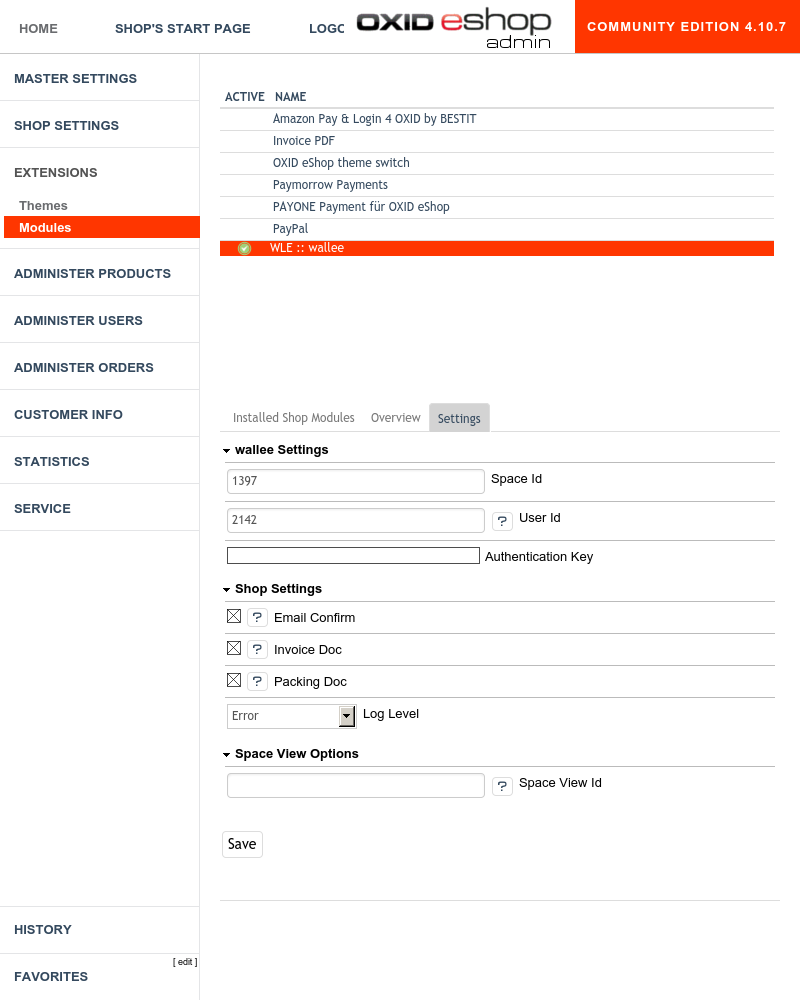 HOME SHOP'S START PAGE LOGO OXID eshop admin COMMUNITY EDITION 4.10.7
MASTER SETTINGS
SHOP SETTINGS
EXTENSIONS
Themes
Modules
ADMINISTER PRODUCTS
ADMINISTER USERS
ADMINISTER ORDERS
CUSTOMER INFO
STATISTICS
SERVICE
HISTORY
[ edit ]
FAVORITES
ACTIVE NAME
Amazon Pay & Login 4 OXID by BESTIT
Invoice PDF
OXID eShop theme switch
Paymorrow Payments
PAYONE Payment für OXID eShop
PayPal
WLE :: wallee
Installed Shop Modules Overview Settings
wallee Settings
1397 Space Id
2142 ? User Id
Authentication Key
Shop Settings
? Email Confirm
? Invoice Doc
? Packing Doc
Error Log Level
Space View Options
? Space View Id
Save